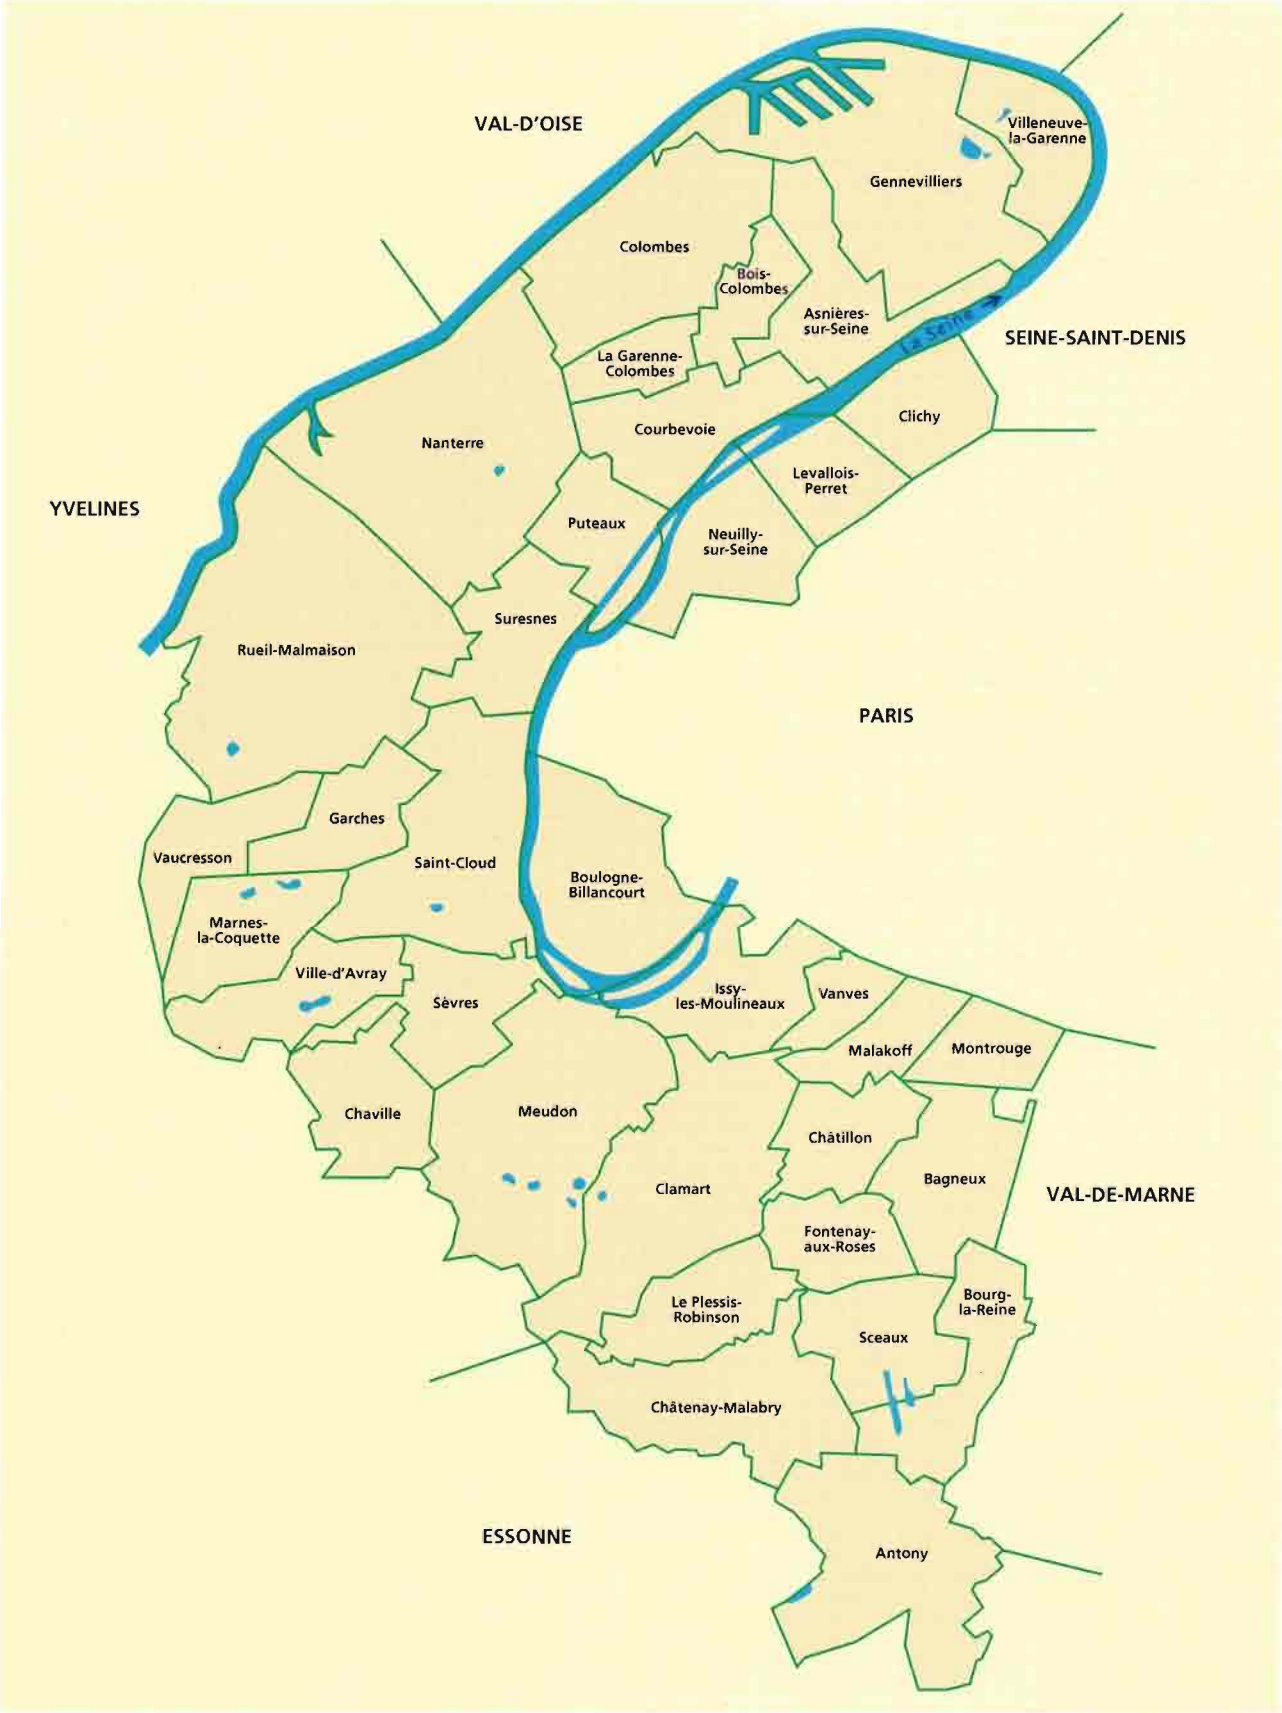 VAL-D'OISE
Villeneuve-
la-Garenne
Gennevilliers
Colombes
Bois-
Colombes
Asnières-
sur-Seine
La Seine
SEINE-SAINT-DENIS
La Garenne-
Colombes
Clichy
Courbevoie
Nanterre
Levallois-
Perret
YVELINES
Puteaux
Neuilly-
sur-Seine
Suresnes
Rueil-Malmaison
PARIS
Garches
Vaucresson
Saint-Cloud
Boulogne-
Billancourt
Marnes-
la-Coquette
Ville-d'Avray
Sèvres
Issy-
les-Moulineaux
Vanves
Malakoff
Montrouge
Chaville
Meudon
Châtillon
Clamart
Bagneux
VAL-DE-MARNE
Fontenay-
aux-Roses
Le Plessis-
Robinson
Bourg-
la-Reine
Sceaux
Châtenay-Malabry
ESSONNE
Antony